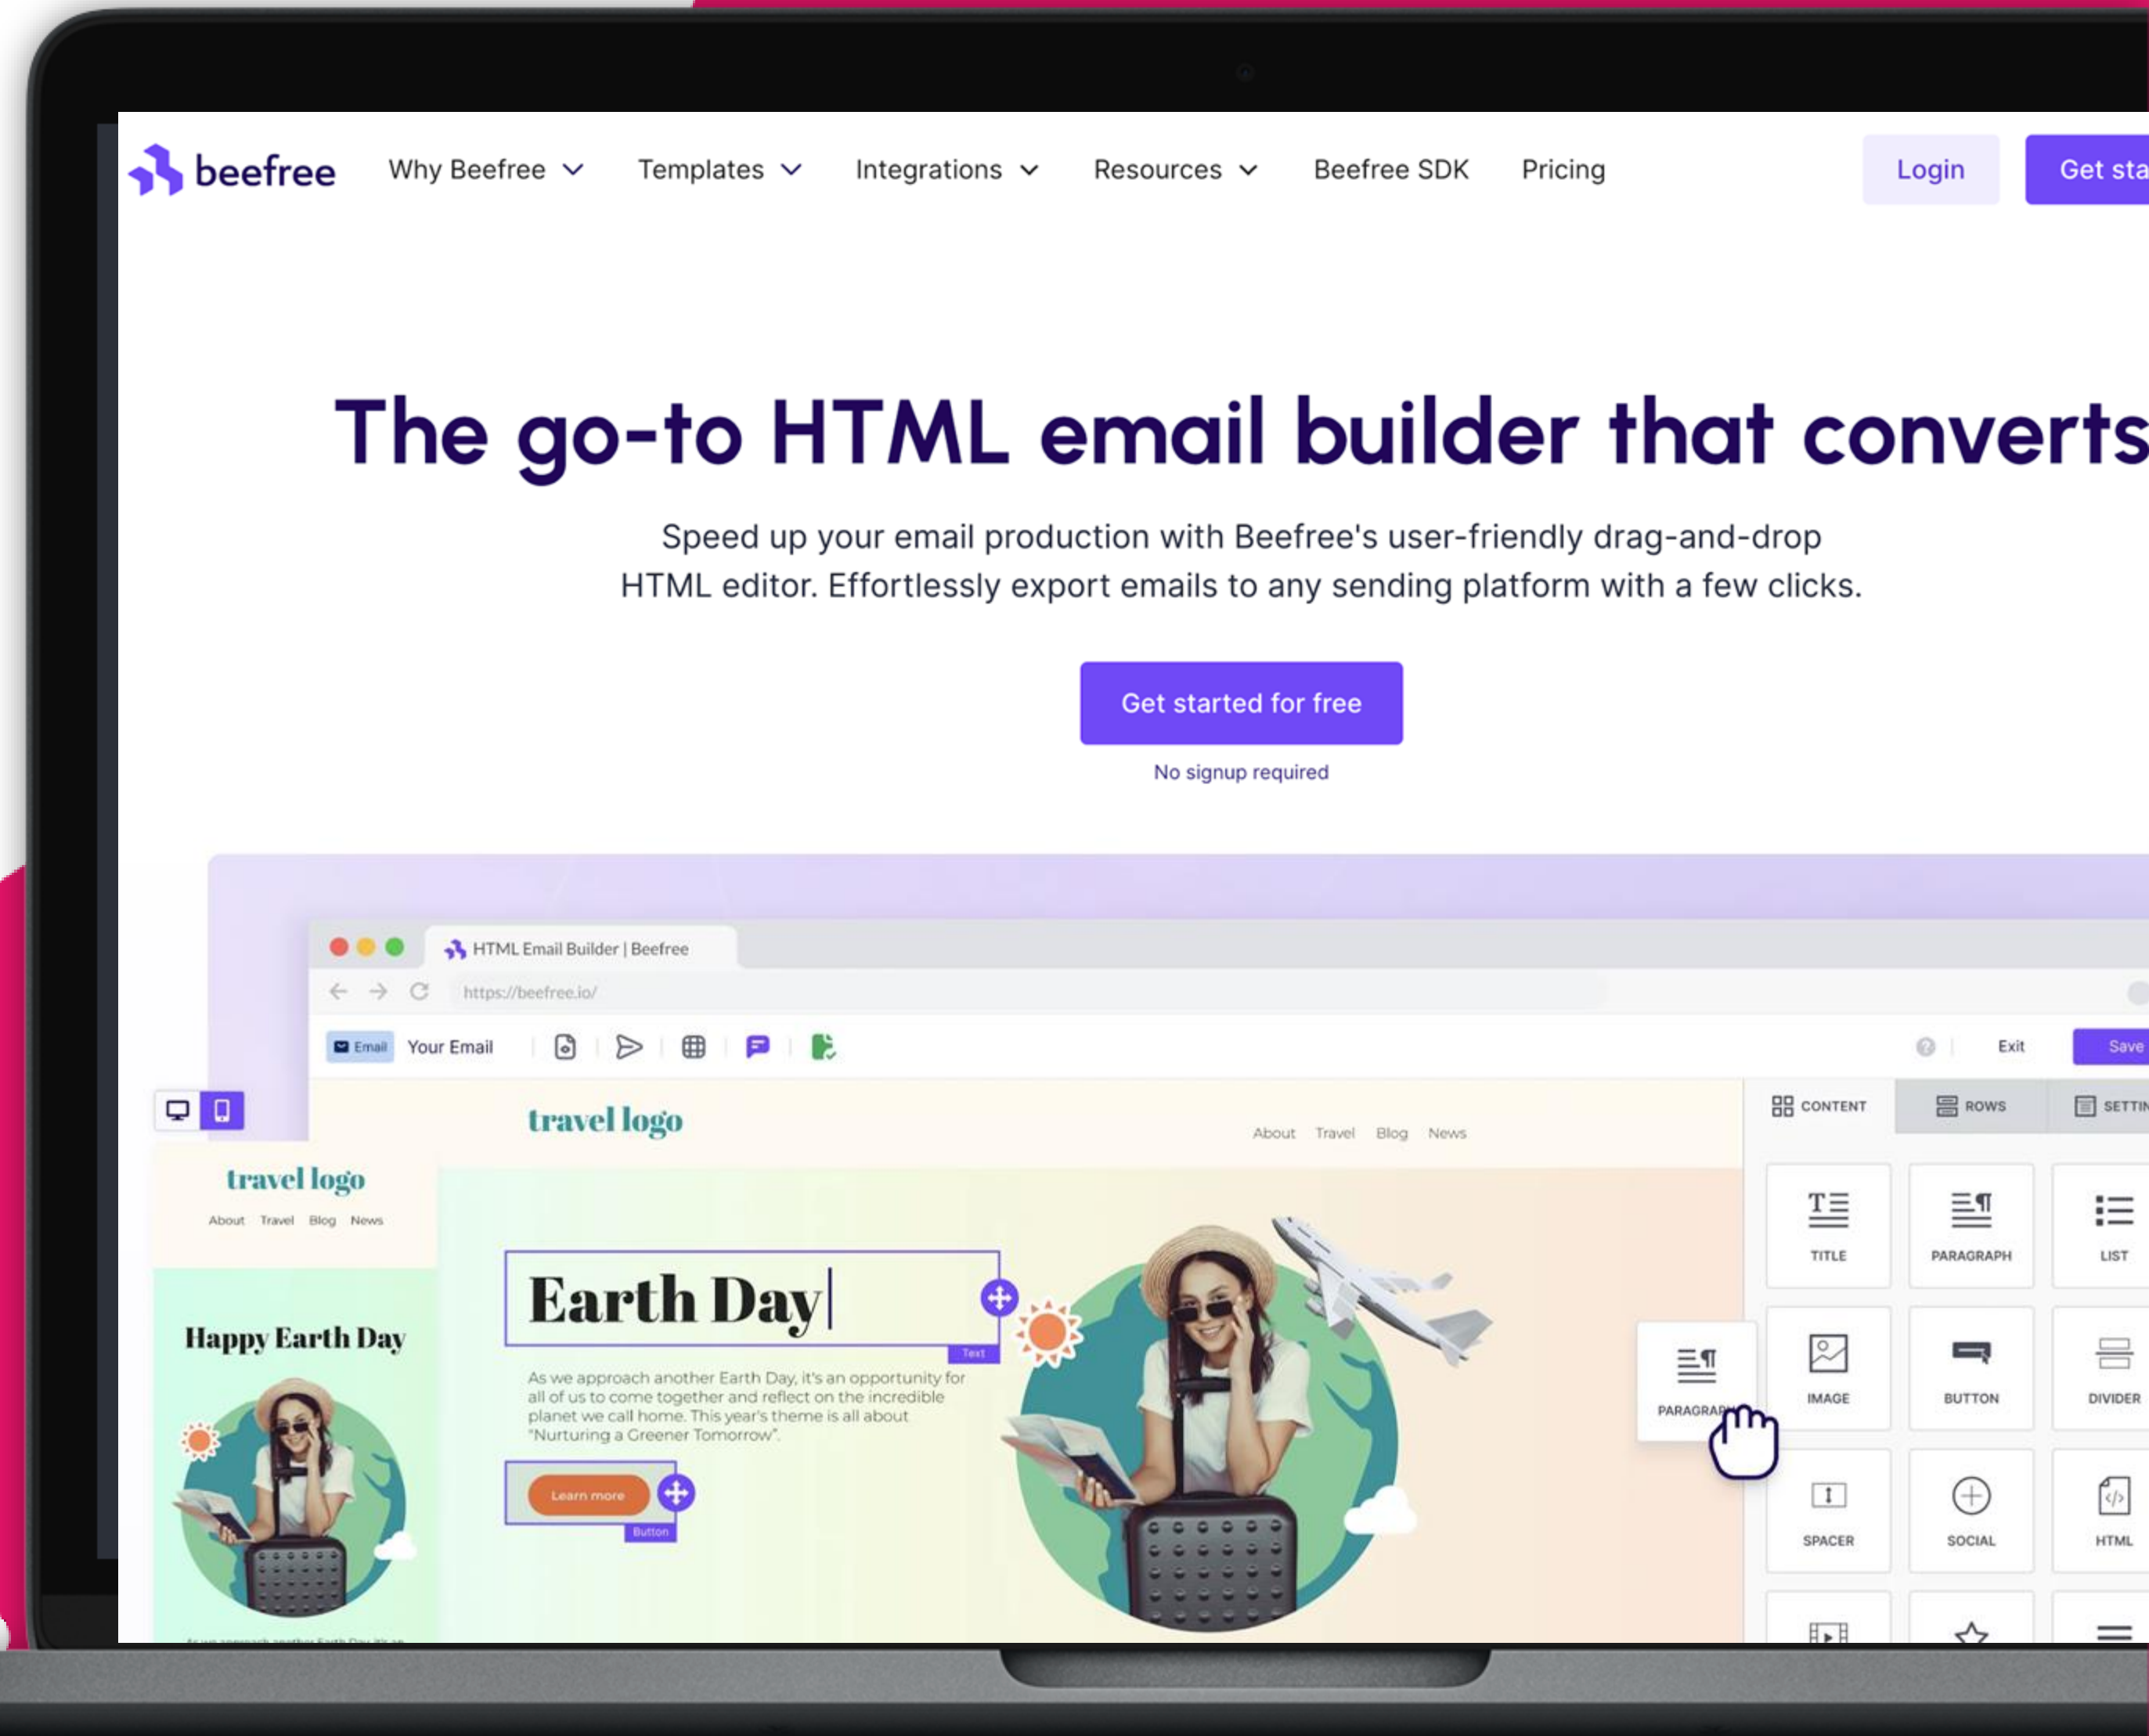 beefree
Why Beefree
Templates
Integrations
Resources
Beefree SDK
Pricing
Login
Get sta
The go-to HTML email builder that converts
Speed up your email production with Beefree's user-friendly drag-and-drop
HTML editor. Effortlessly export emails to any sending platform with a few clicks.
Get started for free
No signup required
HTML Email Builder | Beefree
https://beefree.io/
Email
Your Email
Exit
Save
CONTENT
ROWS
SETTIN
travel logo
About Travel Blog News
travel logo
About Travel Blog News
Happy Earth Day
Earth Day
Text
As we approach another Earth Day, it's an opportunity for
all of us to come together and reflect on the incredible
planet we call home. This year's theme is all about
"Nurturing a Greener Tomorrow".
Learn more
Button
PARAGRAPH
TITLE
PARAGRAPH
LIST
IMAGE
BUTTON
DIVIDER
SPACER
SOCIAL
HTML